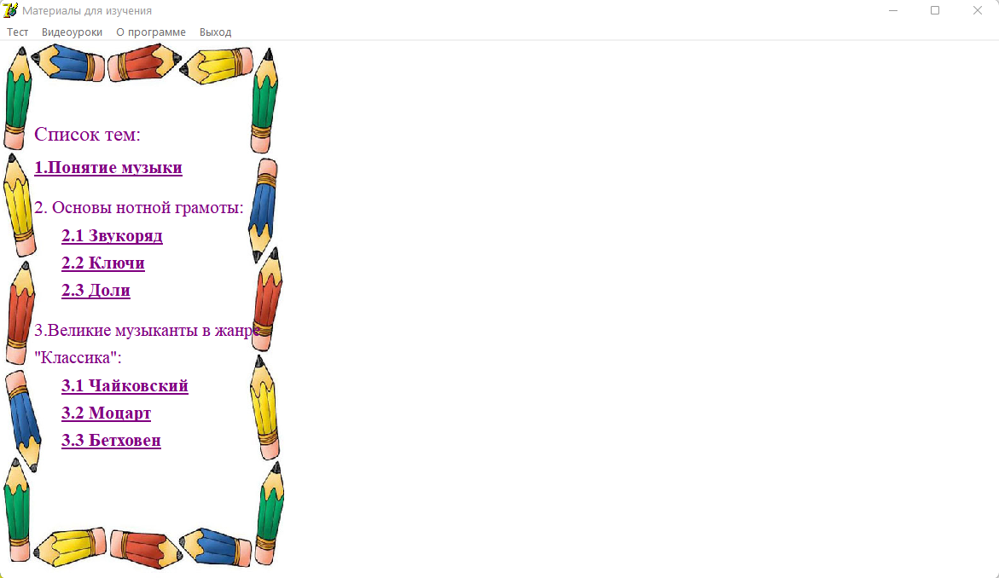 Материалы для изучения
Тест Видеоуроки О программе Выход
Список тем:
1.Понятие музыки
2. Основы нотной грамоты:
2.1 Звукоряд
2.2 Ключи
2.3 Доли
3.Великие музыканты в жанре
"Классика":
3.1 Чайковский
3.2 Моцарт
3.3 Бетховен